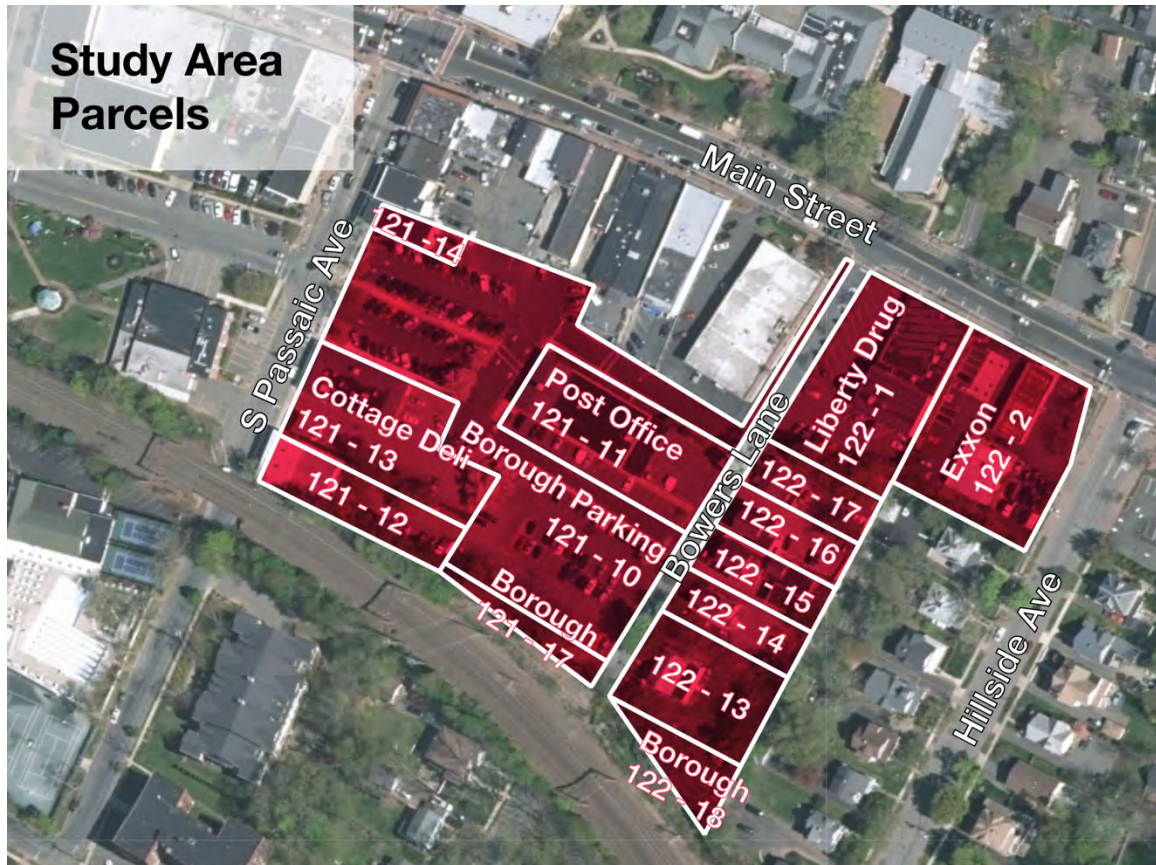 Study Area
Parcels
Main Street
S Passaic Ave
121 -14
Liberty Drug
122 - 1
Exxon
122 - 2
Post Office
121 - 11
Cottage Deli
121 - 13
Borough Parking
121 - 10
121 - 12
Bowers Lane
122 - 17
122 - 16
122 - 15
122 - 14
122 - 13
Borough
121 - 17
Borough
122 - 18
Hillside Ave